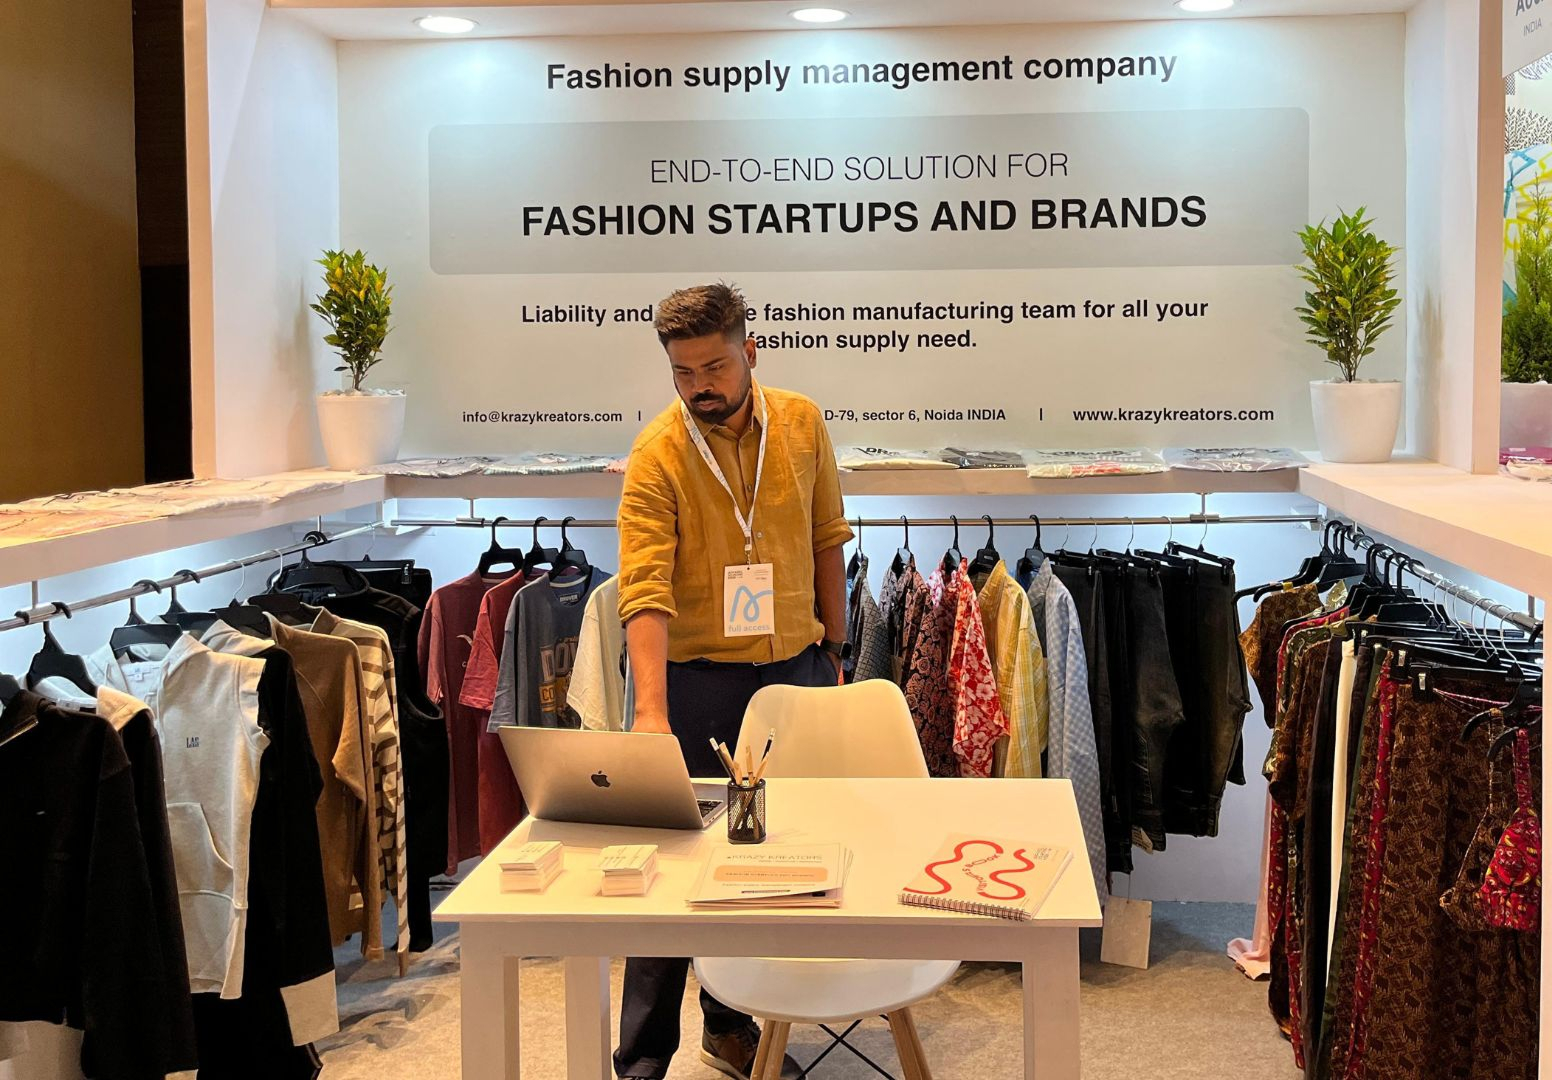 Fashion supply management company
END-TO-END SOLUTION FOR
FASHION STARTUPS AND BRANDS
Liability and e fashion manufacturing team for all your
fashion supply need.
info@krazykreators.com | D-79, sector 6, Noida INDIA | www.krazykreators.com
INDIA
full access
LAS
KRAZY KREATORS